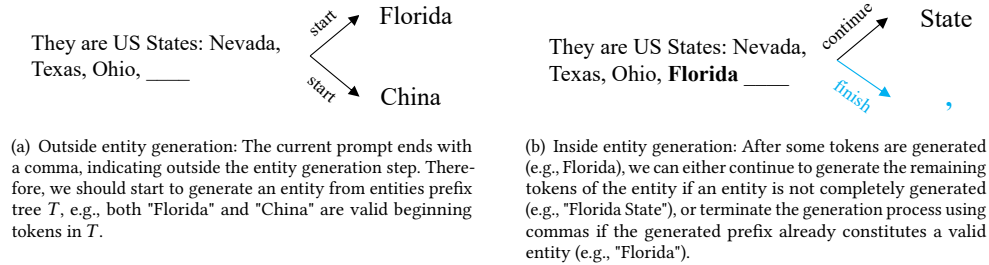 They are US States: Nevada,
Texas, Ohio, ____
start
Florida
start
China
(a) Outside entity generation: The current prompt ends with
a comma, indicating outside the entity generation step. There-
fore, we should start to generate an entity from entities prefix
tree T, e.g., both "Florida" and "China" are valid beginning
tokens in T.
They are US States: Nevada,
Texas, Ohio, Florida ____
continue
State
finish
,
(b) Inside entity generation: After some tokens are generated
(e.g., Florida), we can either continue to generate the remaining
tokens of the entity if an entity is not completely generated
(e.g., "Florida State"), or terminate the generation process using
commas if the generated prefix already constitutes a valid
entity (e.g., "Florida").